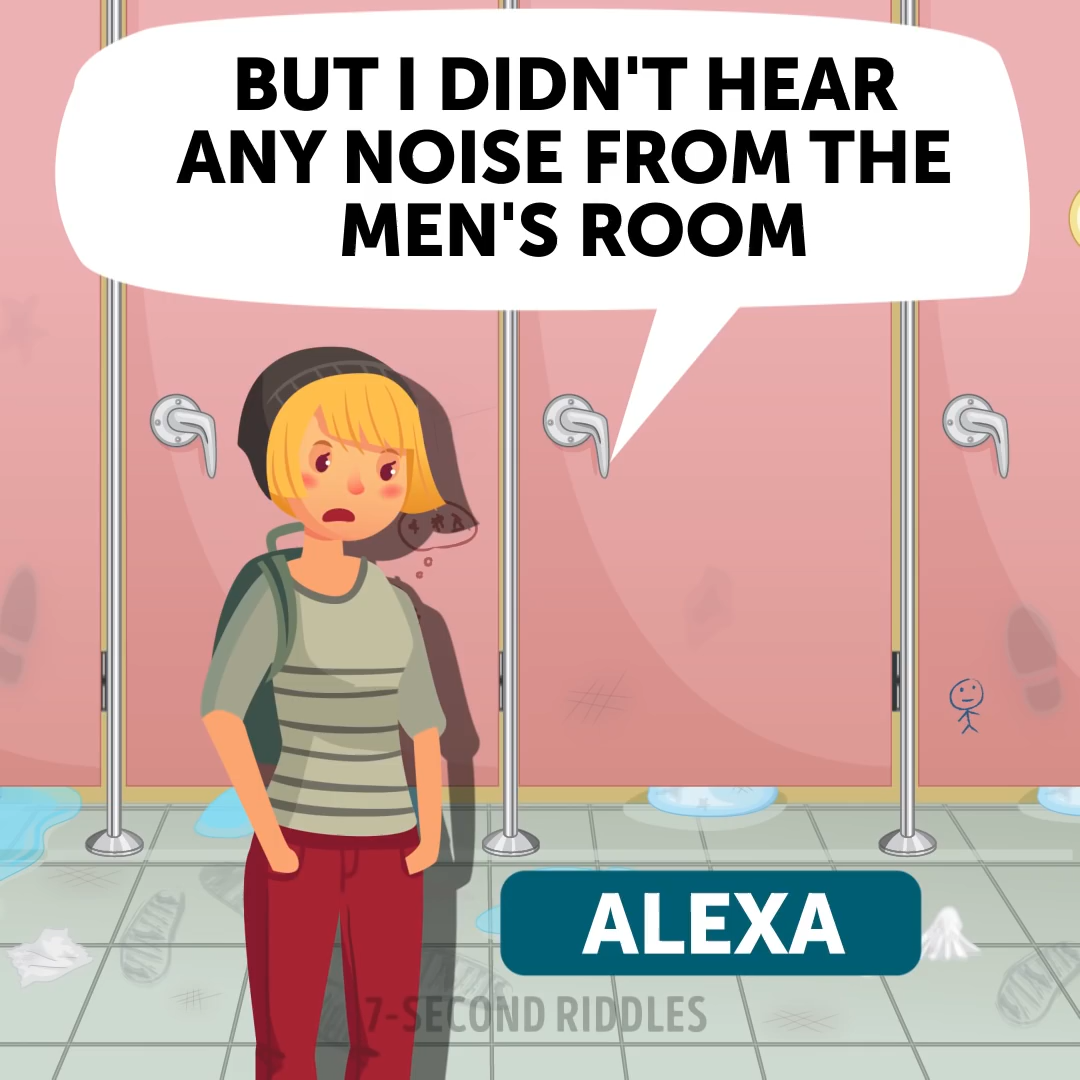 BUT I DIDN'T HEAR
ANY NOISE FROM THE
MEN'S ROOM
ALEXA
7-SECOND RIDDLES